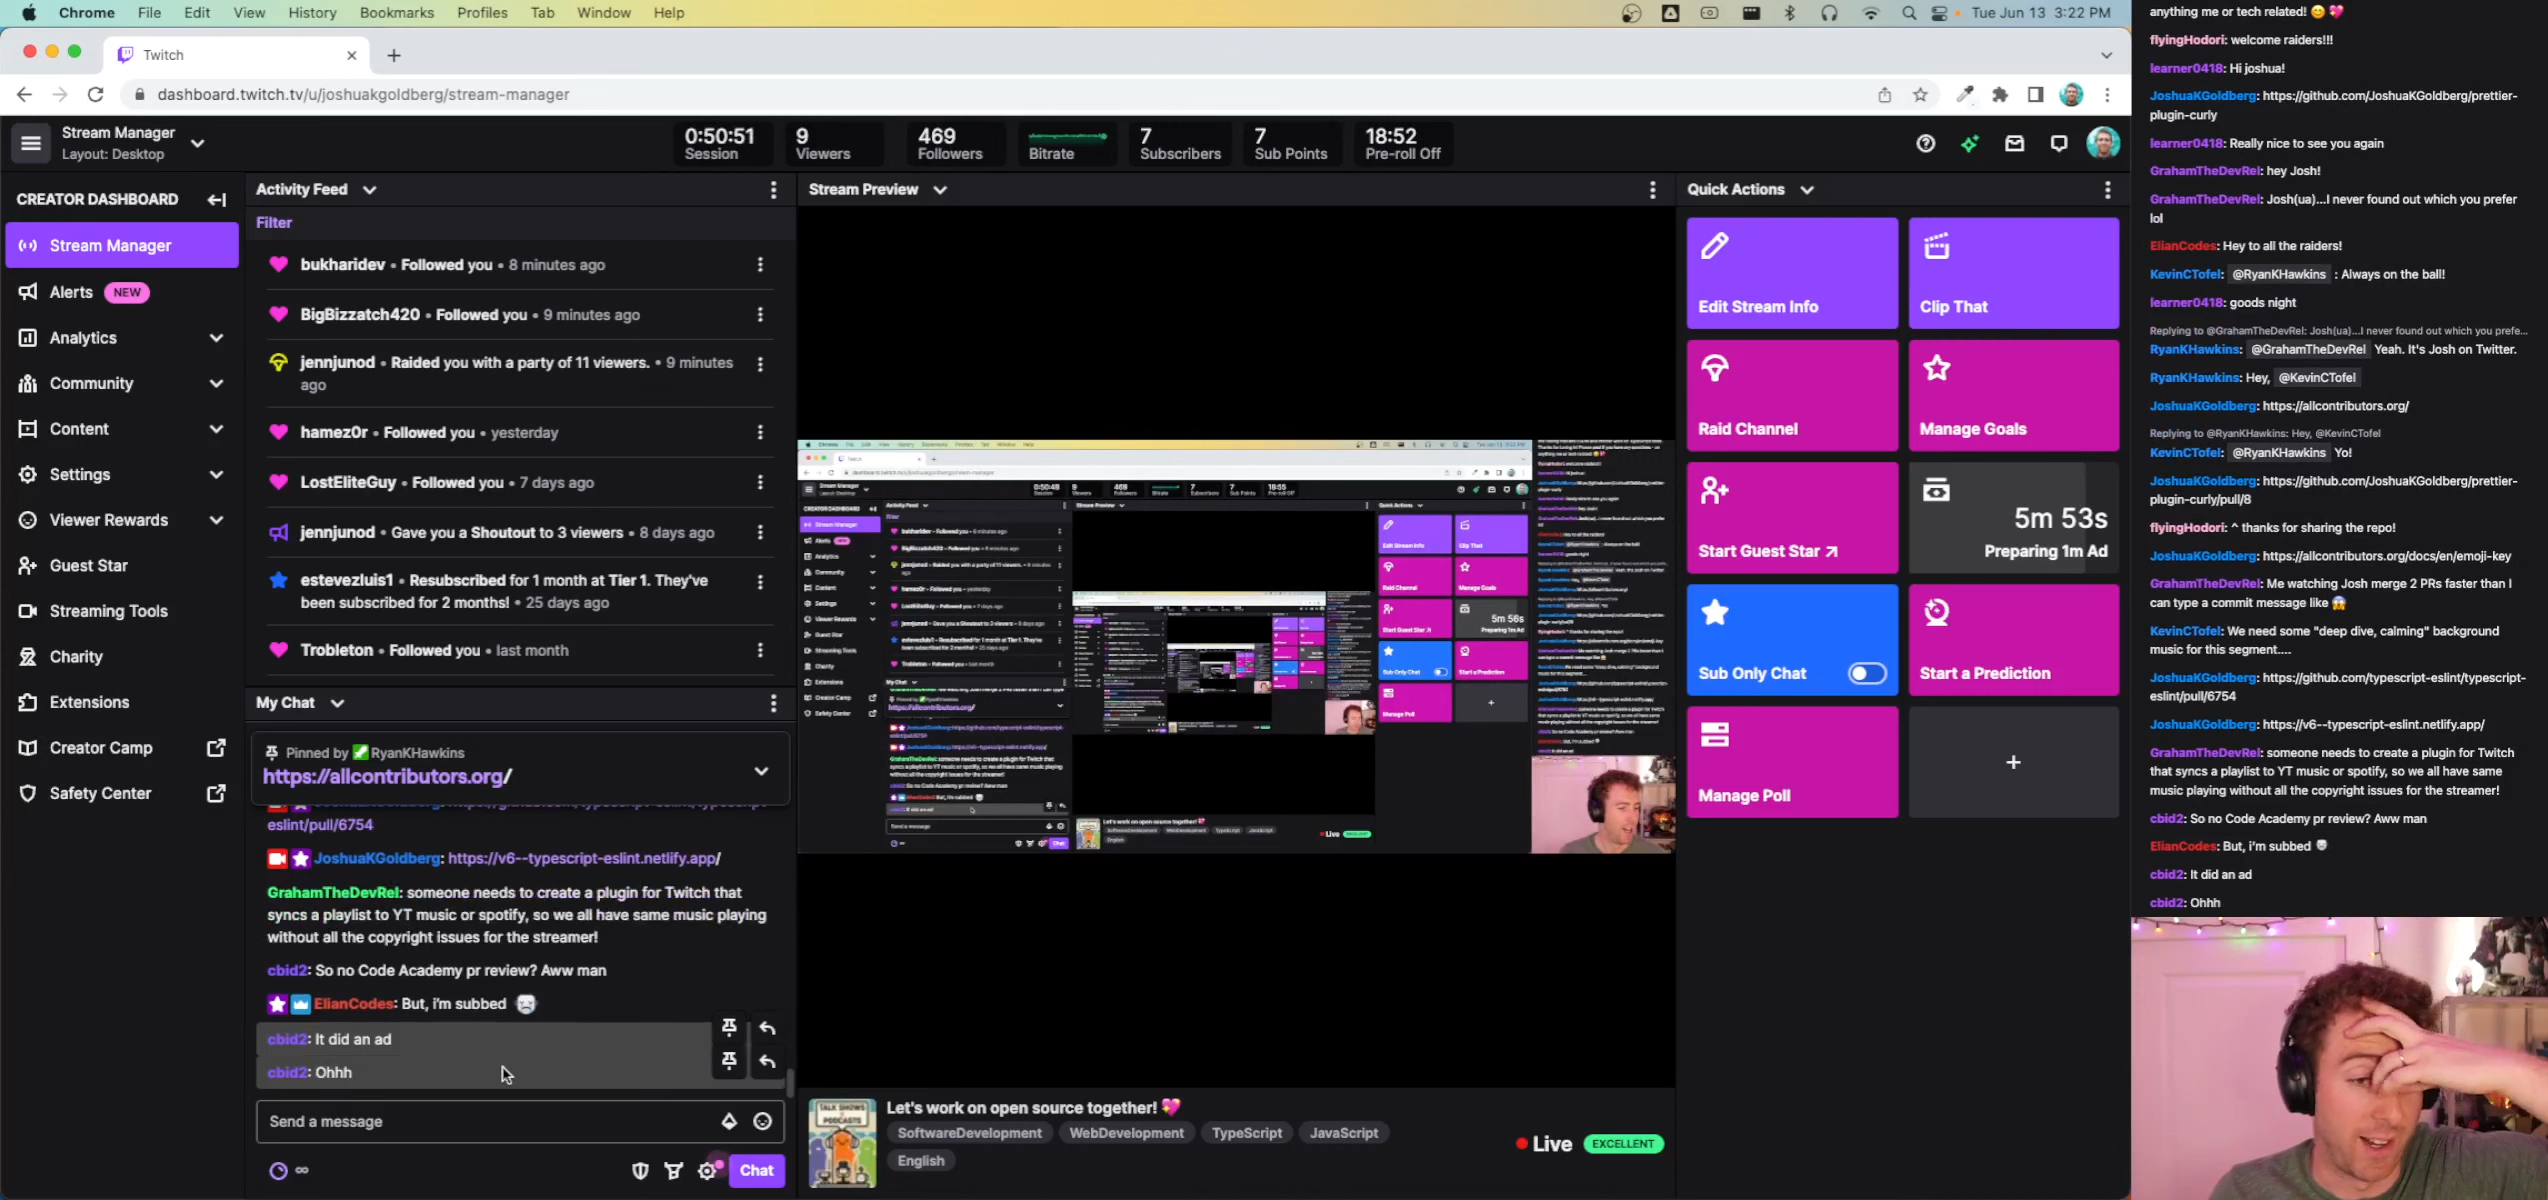 Chrome File Edit View History Bookmarks Profiles Tab Window Help
Tue Jun 13 3:22 PM
Twitch
dashboard.twitch.tv/u/joshuakgoldberg/stream-manager
Stream Manager
Layout: Desktop
0:50:51
Session
9
Viewers
469
Followers
Bitrate
7
Subscribers
7
Sub Points
18:52
Pre-roll Off
CREATOR DASHBOARD
Stream Manager
Alerts NEW
Analytics
Community
Content
Settings
Viewer Rewards
Guest Star
Streaming Tools
Charity
Extensions
Creator Camp
Safety Center
Activity Feed
Filter
bukharidev • Followed you • 8 minutes ago
BigBizzatch420 • Followed you • 9 minutes ago
jennjunod • Raided you with a party of 11 viewers. • 9 minutes
ago
hamez0r • Followed you • yesterday
LostEliteGuy • Followed you • 7 days ago
jennjunod • Gave you a Shoutout to 3 viewers • 8 days ago
estevezluis1 • Resubscribed for 1 month at Tier 1. They've
been subscribed for 2 months! • 25 days ago
Trobleton • Followed you • last month
My Chat
Pinned by RyanKHawkins
https://allcontributors.org/
eslint/pull/6754
JoshuaKGoldberg: https://v6--typescript-eslint.netlify.app/
GrahamTheDevRel: someone needs to create a plugin for Twitch that
syncs a playlist to YT music or spotify, so we all have same music playing
without all the copyright issues for the streamer!
cbid2: So no Code Academy pr review? Aww man
ElianCodes: But, i'm subbed
cbid2: It did an ad
cbid2: Ohhh
Send a message
∞
Chat
Stream Preview
Let's work on open source together! 💖
SoftwareDevelopment WebDevelopment TypeScript JavaScript
English
Live EXCELLENT
TALK SHOWS & PODCASTS
Quick Actions
Edit Stream Info
Clip That
Raid Channel
Manage Goals
Start Guest Star
5m 53s
Preparing 1m Ad
Sub Only Chat
Start a Prediction
Manage Poll
+
anything me or tech related! 😊 💖
flyingHodori: welcome raiders!!!
learner0418: Hi joshua!
JoshuaKGoldberg: https://github.com/JoshuaKGoldberg/prettier-
plugin-curly
learner0418: Really nice to see you again
GrahamTheDevRel: hey Josh!
GrahamTheDevRel: Josh(ua)...I never found out which you prefer
lol
ElianCodes: Hey to all the raiders!
KevinCTofel: @RyanKHawkins : Always on the ball!
learner0418: goods night
Replying to @GrahamTheDevRel: Josh(ua)...I never found out which you prefe...
RyanKHawkins: @GrahamTheDevRel Yeah. It's Josh on Twitter.
RyanKHawkins: Hey, @KevinCTofel
JoshuaKGoldberg: https://allcontributors.org/
Replying to @RyanKHawkins: Hey, @KevinCTofel
KevinCTofel: @RyanKHawkins Yo!
JoshuaKGoldberg: https://github.com/JoshuaKGoldberg/prettier-
plugin-curly/pull/8
flyingHodori: ^ thanks for sharing the repo!
JoshuaKGoldberg: https://allcontributors.org/docs/en/emoji-key
GrahamTheDevRel: Me watching Josh merge 2 PRs faster than I
can type a commit message like 😱
KevinCTofel: We need some "deep dive, calming" background
music for this segment....
JoshuaKGoldberg: https://github.com/typescript-eslint/typescript-
eslint/pull/6754
JoshuaKGoldberg: https://v6--typescript-eslint.netlify.app/
GrahamTheDevRel: someone needs to create a plugin for Twitch
that syncs a playlist to YT music or spotify, so we all have same
music playing without all the copyright issues for the streamer!
cbid2: So no Code Academy pr review? Aww man
ElianCodes: But, i'm subbed
cbid2: It did an ad
cbid2: Ohhh